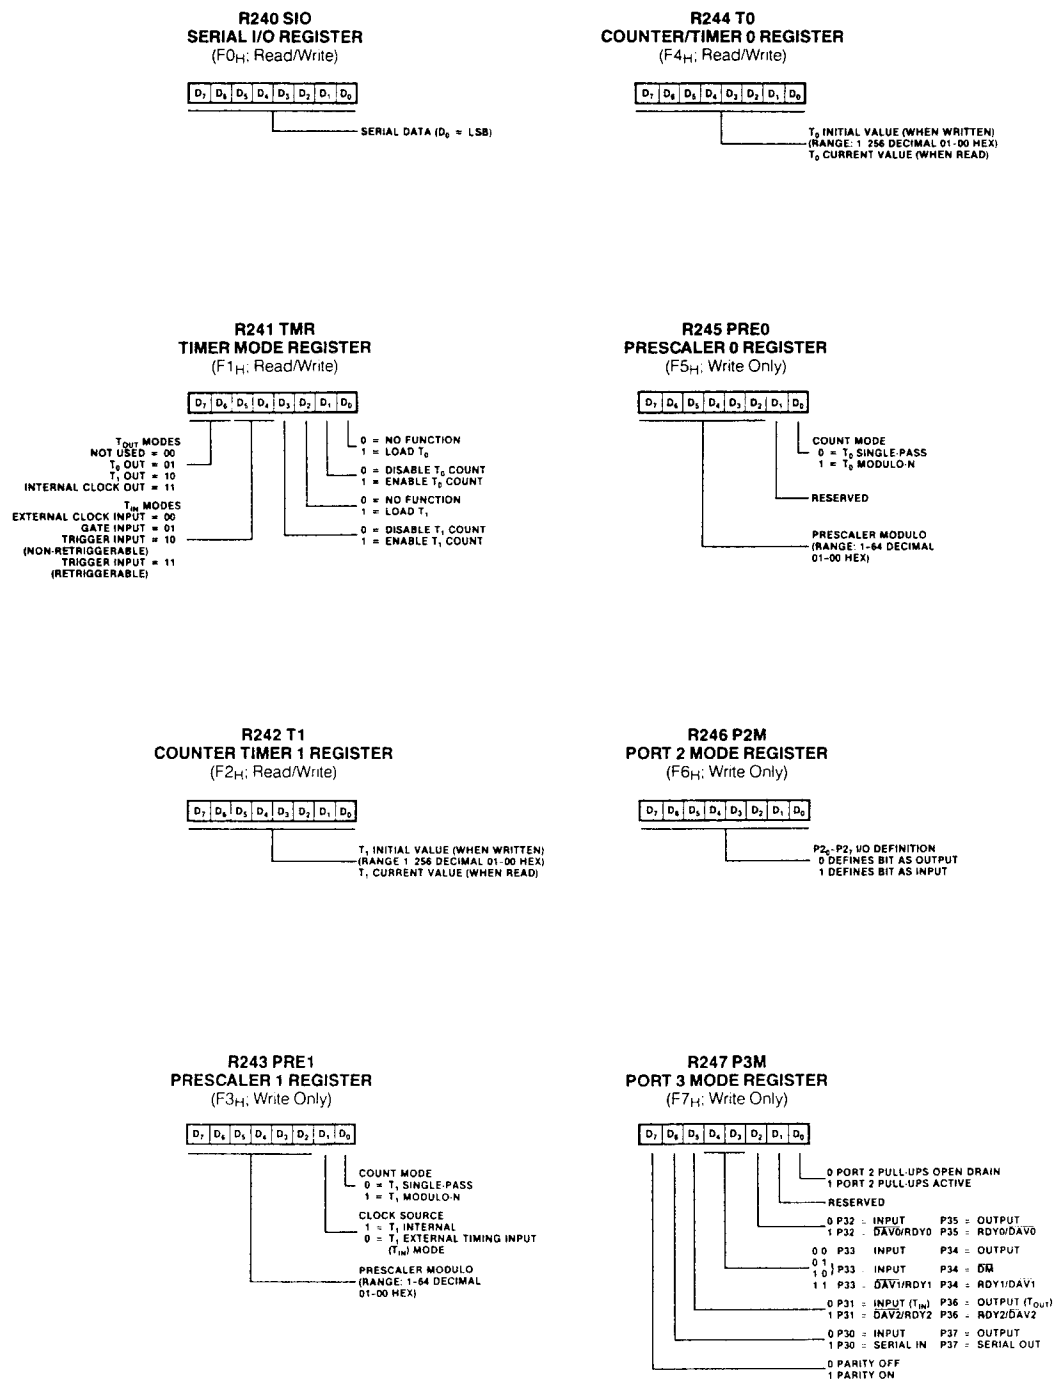 R240 SIO
SERIAL I/O REGISTER
(F0H; Read/Write)
D7 D6 D5 D4 D3 D2 D1 D0
SERIAL DATA (D0 = LSB)
R241 TMR
TIMER MODE REGISTER
(F1H; Read/Write)
D7 D6 D5 D4 D3 D2 D1 D0
TOUT MODES
NOT USED = 00
T0 OUT = 01
T1 OUT = 10
INTERNAL CLOCK OUT = 11
TIN MODES
EXTERNAL CLOCK INPUT = 00
GATE INPUT = 01
TRIGGER INPUT = 10
(NON-RETRIGGERABLE)
TRIGGER INPUT = 11
(RETRIGGERABLE)
0 = NO FUNCTION
1 = LOAD T0
0 = DISABLE T0 COUNT
1 = ENABLE T0 COUNT
0 = NO FUNCTION
1 = LOAD T1
0 = DISABLE T1 COUNT
1 = ENABLE T1 COUNT
R242 T1
COUNTER TIMER 1 REGISTER
(F2H; Read/Write)
D7 D6 D5 D4 D3 D2 D1 D0
T1 INITIAL VALUE (WHEN WRITTEN)
(RANGE 1 256 DECIMAL 01-00 HEX)
T1 CURRENT VALUE (WHEN READ)
R243 PRE1
PRESCALER 1 REGISTER
(F3H; Write Only)
D7 D6 D5 D4 D3 D2 D1 D0
COUNT MODE
0 = T1 SINGLE-PASS
1 = T1 MODULO-N
CLOCK SOURCE
1 = T1 INTERNAL
0 = T1 EXTERNAL TIMING INPUT
(TIN) MODE
PRESCALER MODULO
(RANGE: 1-64 DECIMAL
01-00 HEX)
R244 T0
COUNTER/TIMER 0 REGISTER
(F4H; Read/Write)
D7 D6 D5 D4 D3 D2 D1 D0
T0 INITIAL VALUE (WHEN WRITTEN)
(RANGE: 1 256 DECIMAL 01-00 HEX)
T0 CURRENT VALUE (WHEN READ)
R245 PRE0
PRESCALER 0 REGISTER
(F5H; Write Only)
D7 D6 D5 D4 D3 D2 D1 D0
COUNT MODE
0 = T0 SINGLE-PASS
1 = T0 MODULO-N
RESERVED
PRESCALER MODULO
(RANGE: 1-64 DECIMAL
01-00 HEX)
R246 P2M
PORT 2 MODE REGISTER
(F6H; Write Only)
D7 D6 D5 D4 D3 D2 D1 D0
P20-P27 I/O DEFINITION
0 DEFINES BIT AS OUTPUT
1 DEFINES BIT AS INPUT
R247 P3M
PORT 3 MODE REGISTER
(F7H; Write Only)
D7 D6 D5 D4 D3 D2 D1 D0
0 PORT 2 PULL-UPS OPEN DRAIN
1 PORT 2 PULL-UPS ACTIVE
RESERVED
0 P32 = INPUT P35 = OUTPUT
1 P32 = DAV0/RDY0 P35 = RDY0/DAV0
0 0 P33 INPUT P34 = OUTPUT
0 1
1 0 } P33 = INPUT P34 = DM
1 1 P33 = DAV1/RDY1 P34 = RDY1/DAV1
0 P31 = INPUT (TIN) P36 = OUTPUT (TOUT)
1 P31 = DAV2/RDY2 P36 = RDY2/DAV2
0 P30 = INPUT P37 = OUTPUT
1 P30 = SERIAL IN P37 = SERIAL OUT
0 PARITY OFF
1 PARITY ON